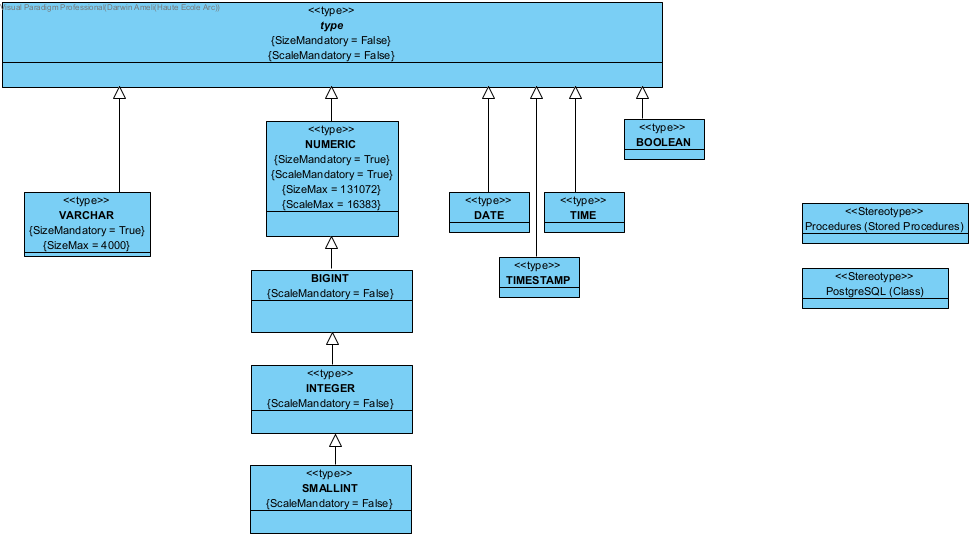 Visual Paradigm Professional(Darwin Ameli(Haute Ecole Arc))
<<type>>
type
{SizeMandatory = False}
{ScaleMandatory = False}
<<type>>
VARCHAR
{SizeMandatory = True}
{SizeMax = 4000}
<<type>>
NUMERIC
{SizeMandatory = True}
{ScaleMandatory = True}
{SizeMax = 131072}
{ScaleMax = 16383}
BIGINT
{ScaleMandatory = False}
<<type>>
INTEGER
{ScaleMandatory = False}
<<type>>
SMALLINT
{ScaleMandatory = False}
<<type>>
DATE
<<type>>
TIMESTAMP
<<type>>
TIME
<<type>>
BOOLEAN
<<Stereotype>>
Procedures (Stored Procedures)
<<Stereotype>>
PostgreSQL (Class)